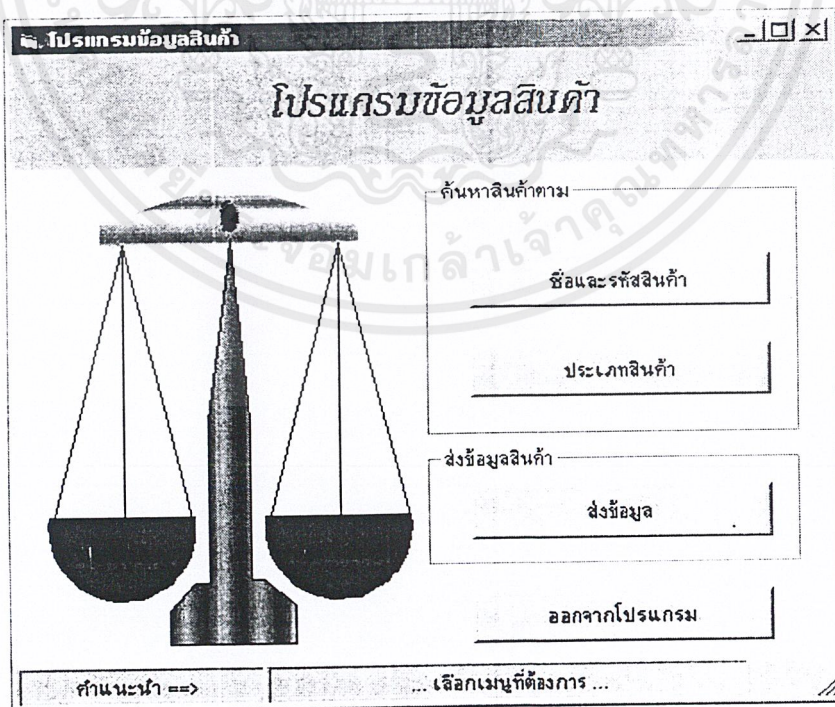 โปรแกรมข้อมูลสินค้า
โปรแกรมข้อมูลสินค้า
ค้นหาสินค้าตาม
ชื่อและรหัสสินค้า
ประเภทสินค้า
ส่งข้อมูลสินค้า
ส่งข้อมูล
ออกจากโปรแกรม
คำแนะนำ ==>
... เลือกเมนูที่ต้องการ ...